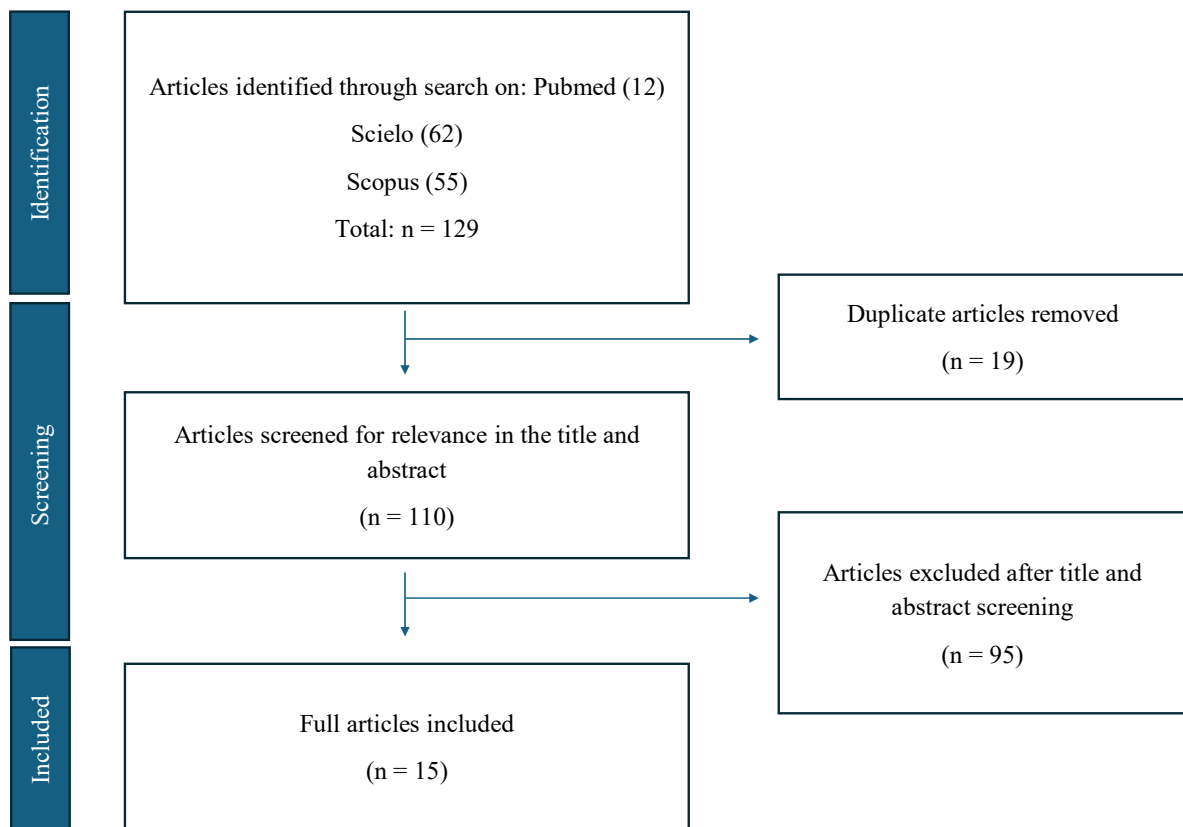 Identification
Articles identified through search on: Pubmed (12)
Scielo (62)
Scopus (55)
Total: n = 129
Duplicate articles removed
(n = 19)
Screening
Articles screened for relevance in the title and
abstract
(n = 110)
Articles excluded after title and
abstract screening
(n = 95)
Included
Full articles included
(n = 15)